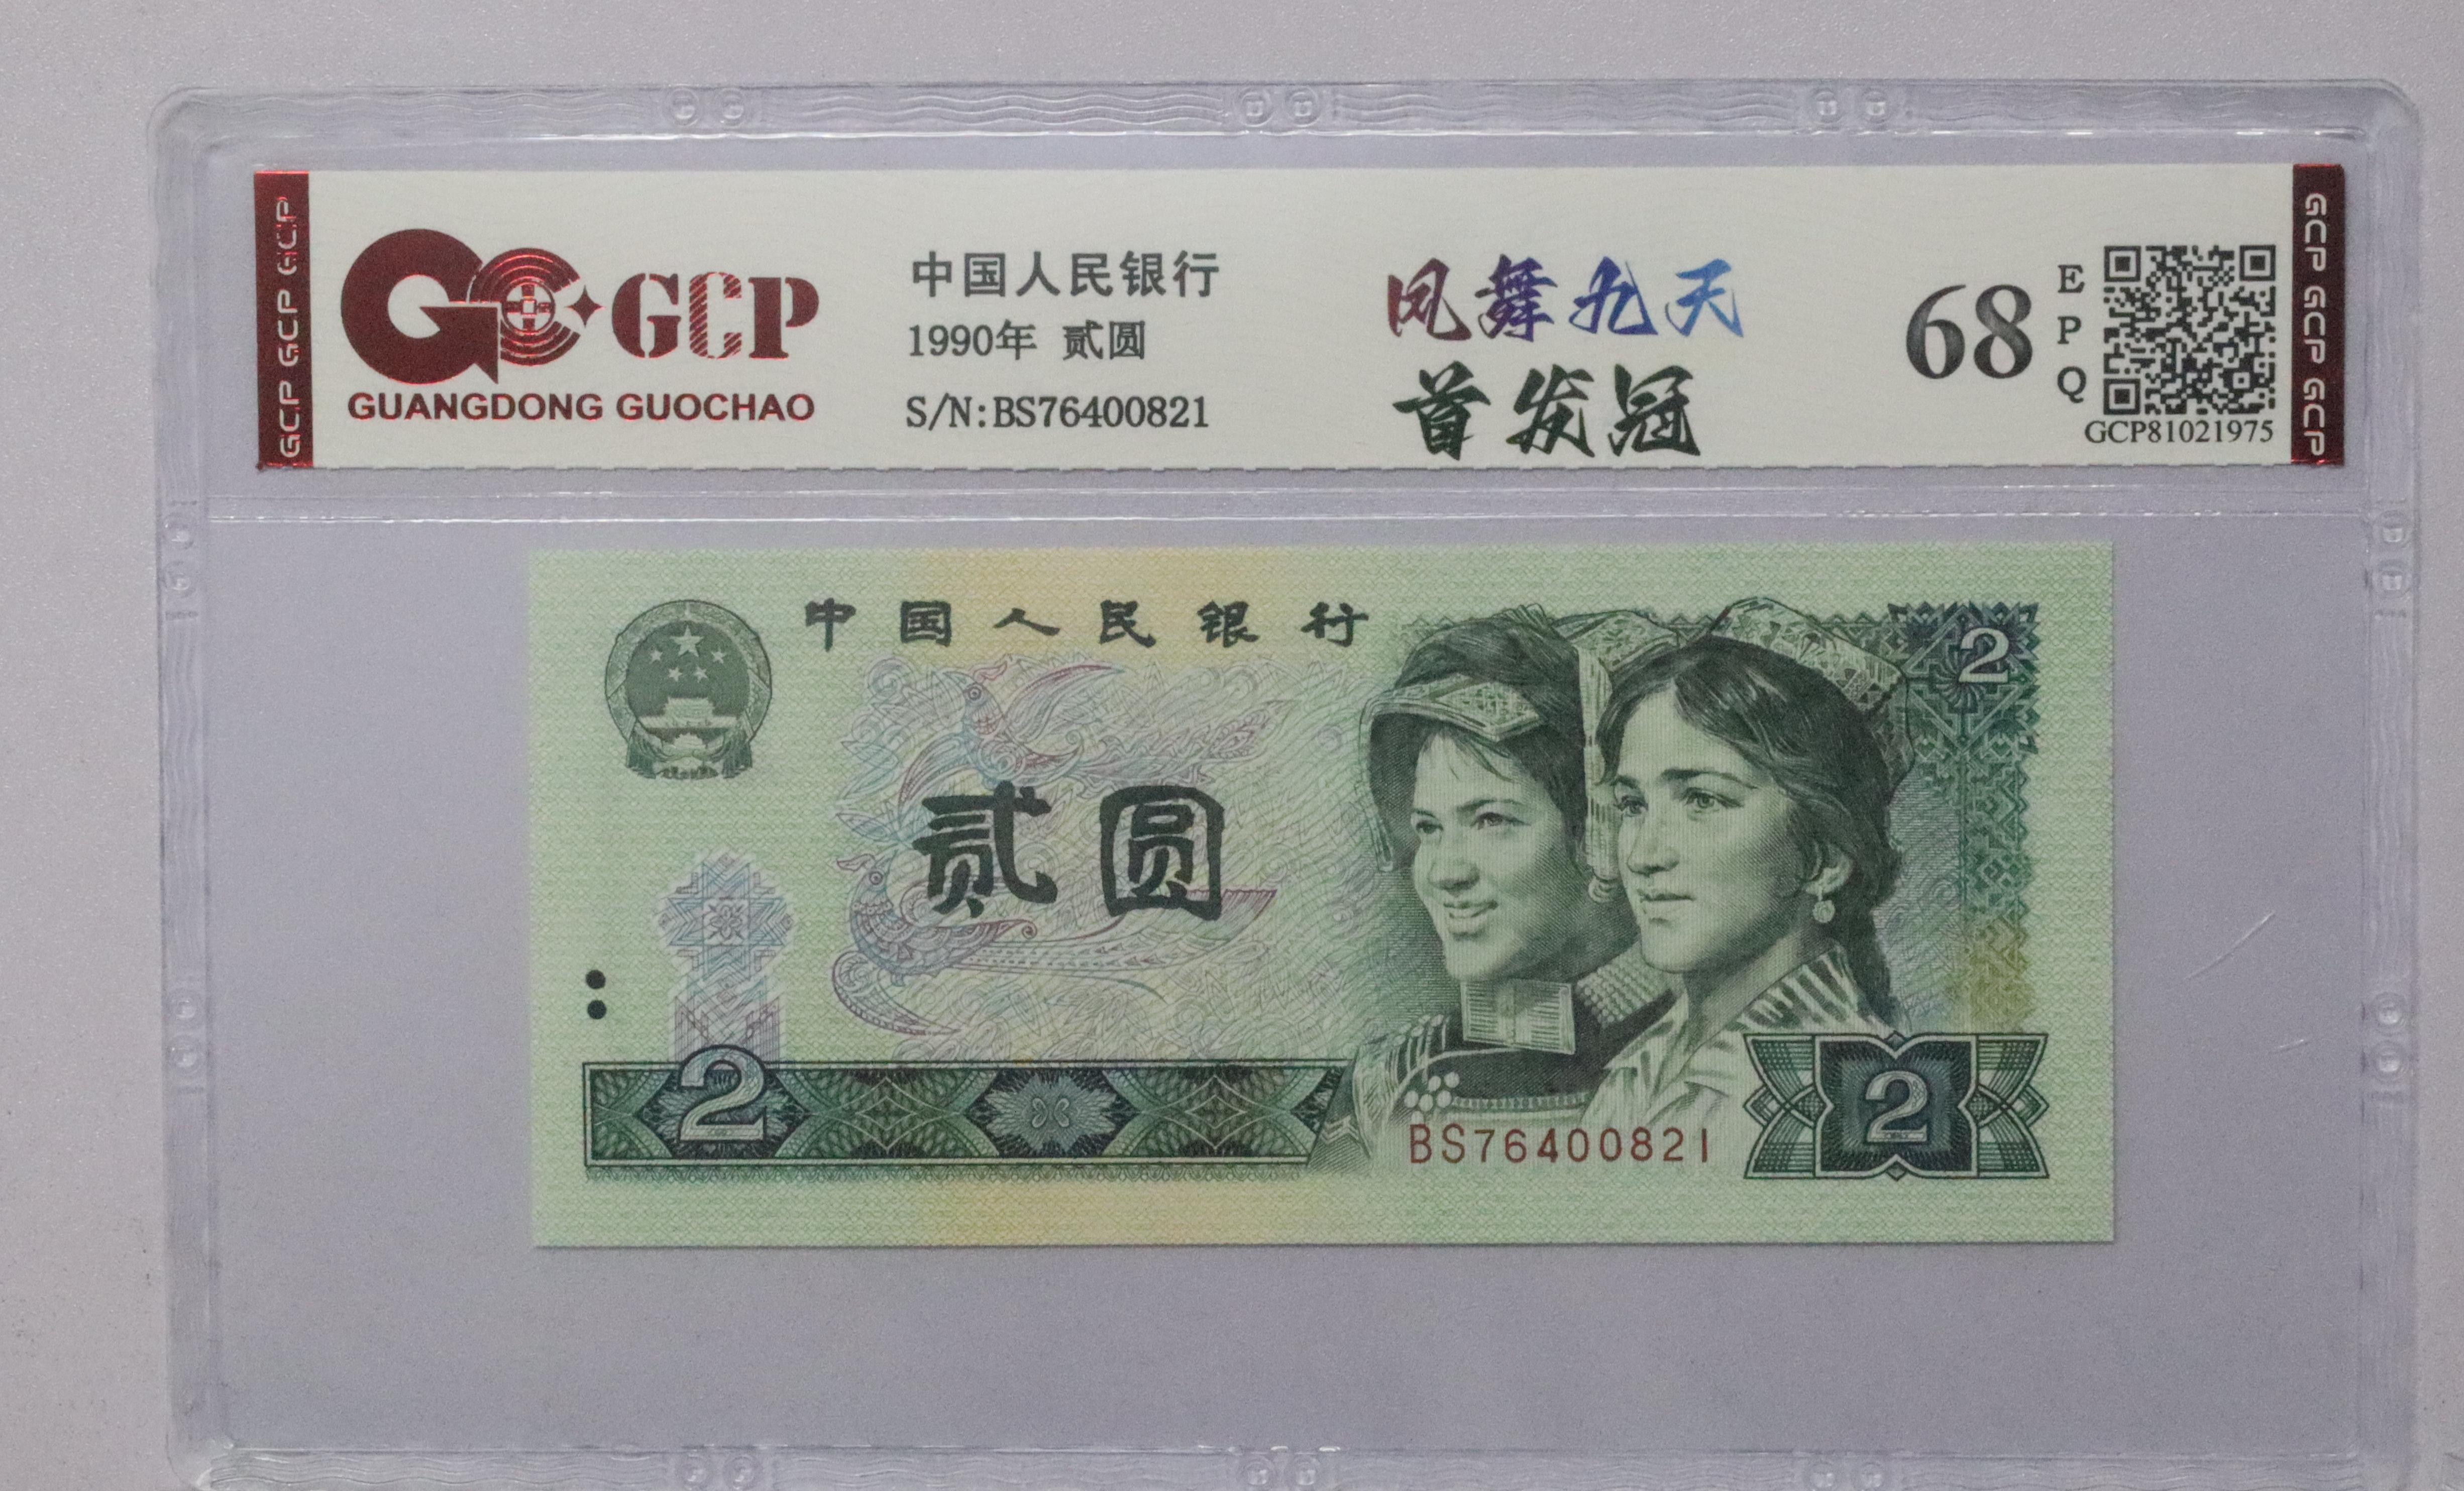 GCP GCP GCP
GCP
GUANGDONG GUOCHAO
中国人民银行
1990年 贰圆
S/N:BS76400821
凤舞九天
首发冠
68
EPQ
GCP81021975
GCP GCP GCP
中国人民银行
2
贰圆
2
BS76400821
2